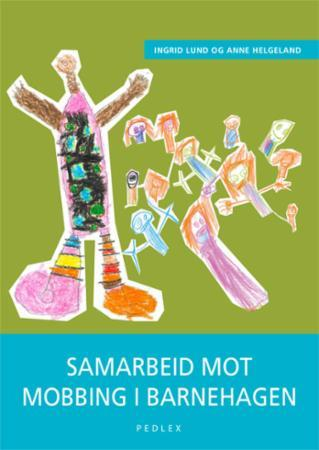 INGRID LUND OG ANNE HELGELAND
SAMARBEID MOT
MOBBING I BARNEHAGEN
PEDLEX